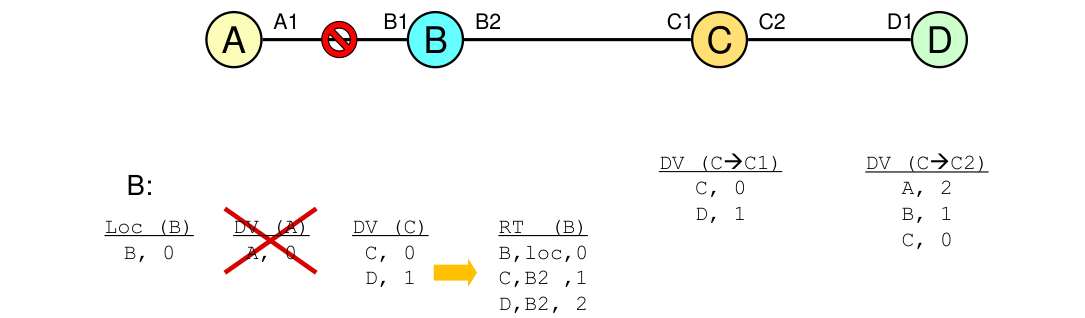 A A1 B1 B B2 C1 C C2 D1 D
DV (C→C1)
C, 0
D, 1
DV (C→C2)
A, 2
B, 1
C, 0
B:
Loc (B)
B, 0
DV (A)
A, 0
DV (C)
C, 0
D, 1
RT (B)
B,loc,0
C,B2 ,1
D,B2, 2